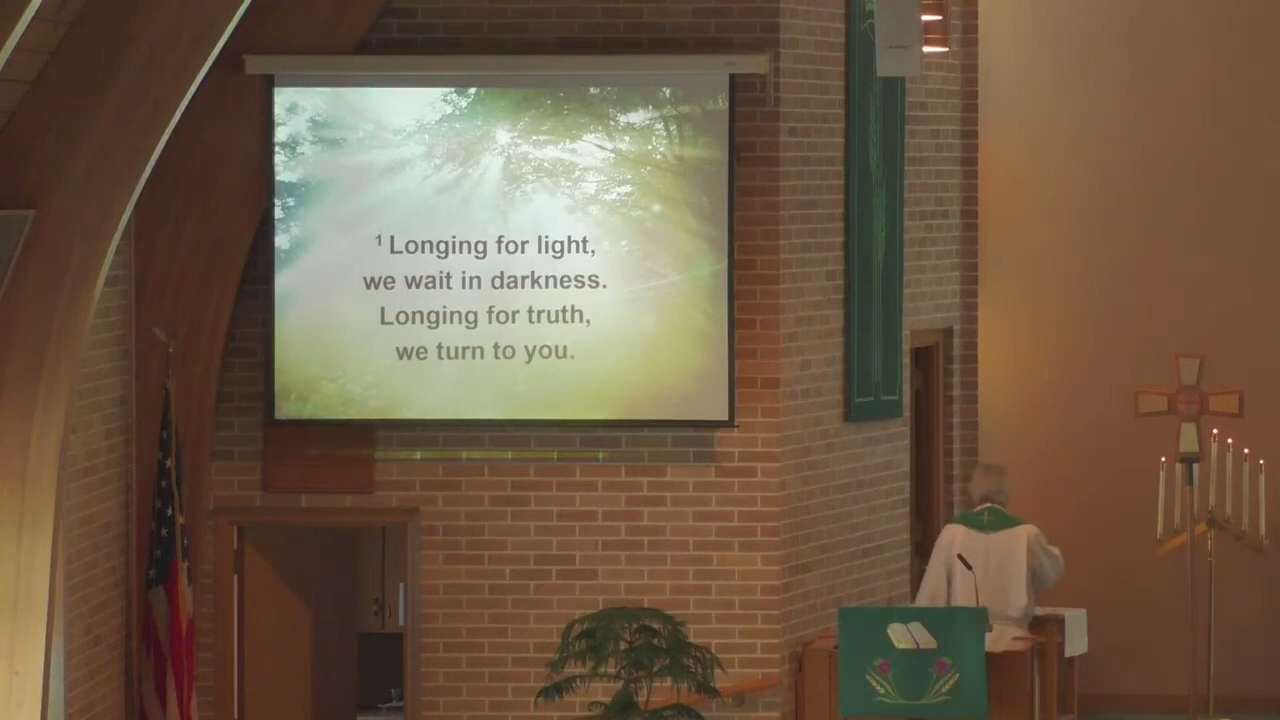 ¹ Longing for light,
we wait in darkness.
Longing for truth,
we turn to you.